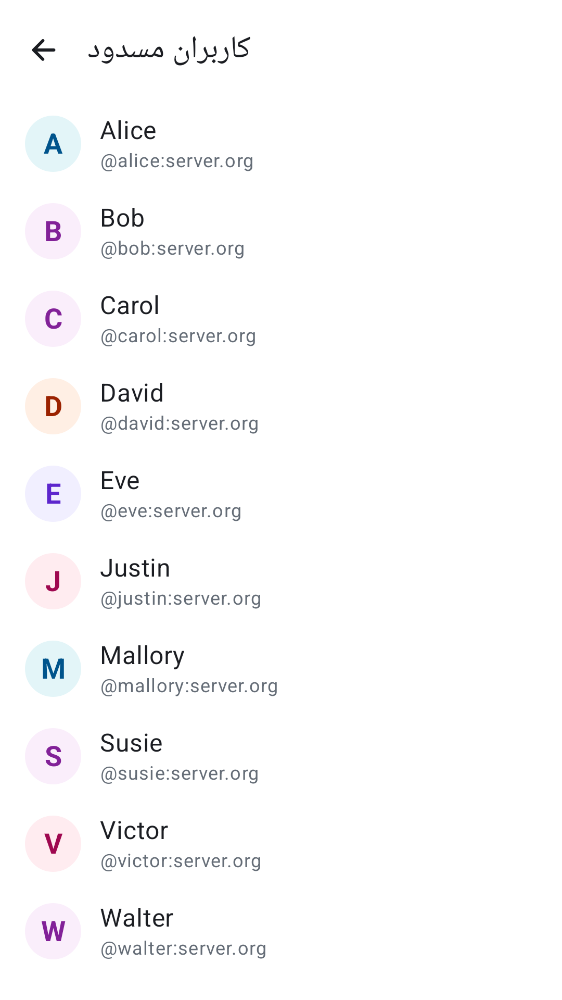 کاربران مسدود
A
Alice
@alice:server.org
B
Bob
@bob:server.org
C
Carol
@carol:server.org
D
David
@david:server.org
E
Eve
@eve:server.org
J
Justin
@justin:server.org
M
Mallory
@mallory:server.org
S
Susie
@susie:server.org
V
Victor
@victor:server.org
W
Walter
@walter:server.org